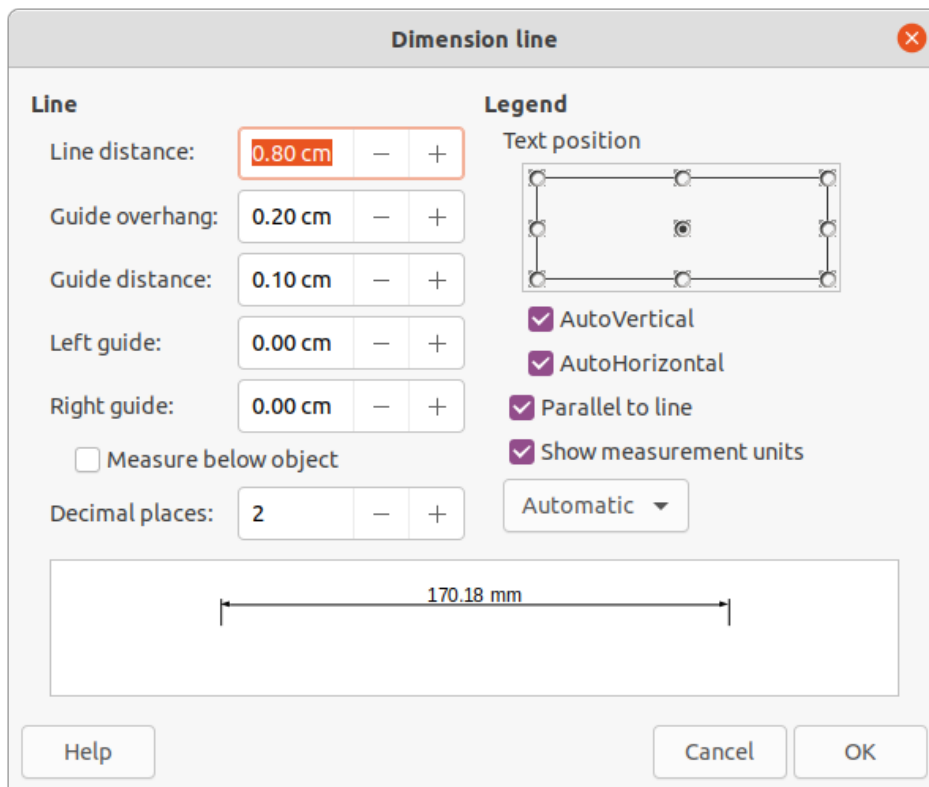 Dimension line
Line
Line distance: 0.80 cm
Guide overhang: 0.20 cm
Guide distance: 0.10 cm
Left guide: 0.00 cm
Right guide: 0.00 cm
Measure below object
Decimal places: 2
Legend
Text position
AutoVertical
AutoHorizontal
Parallel to line
Show measurement units
Automatic
170.18 mm
Help
Cancel
OK